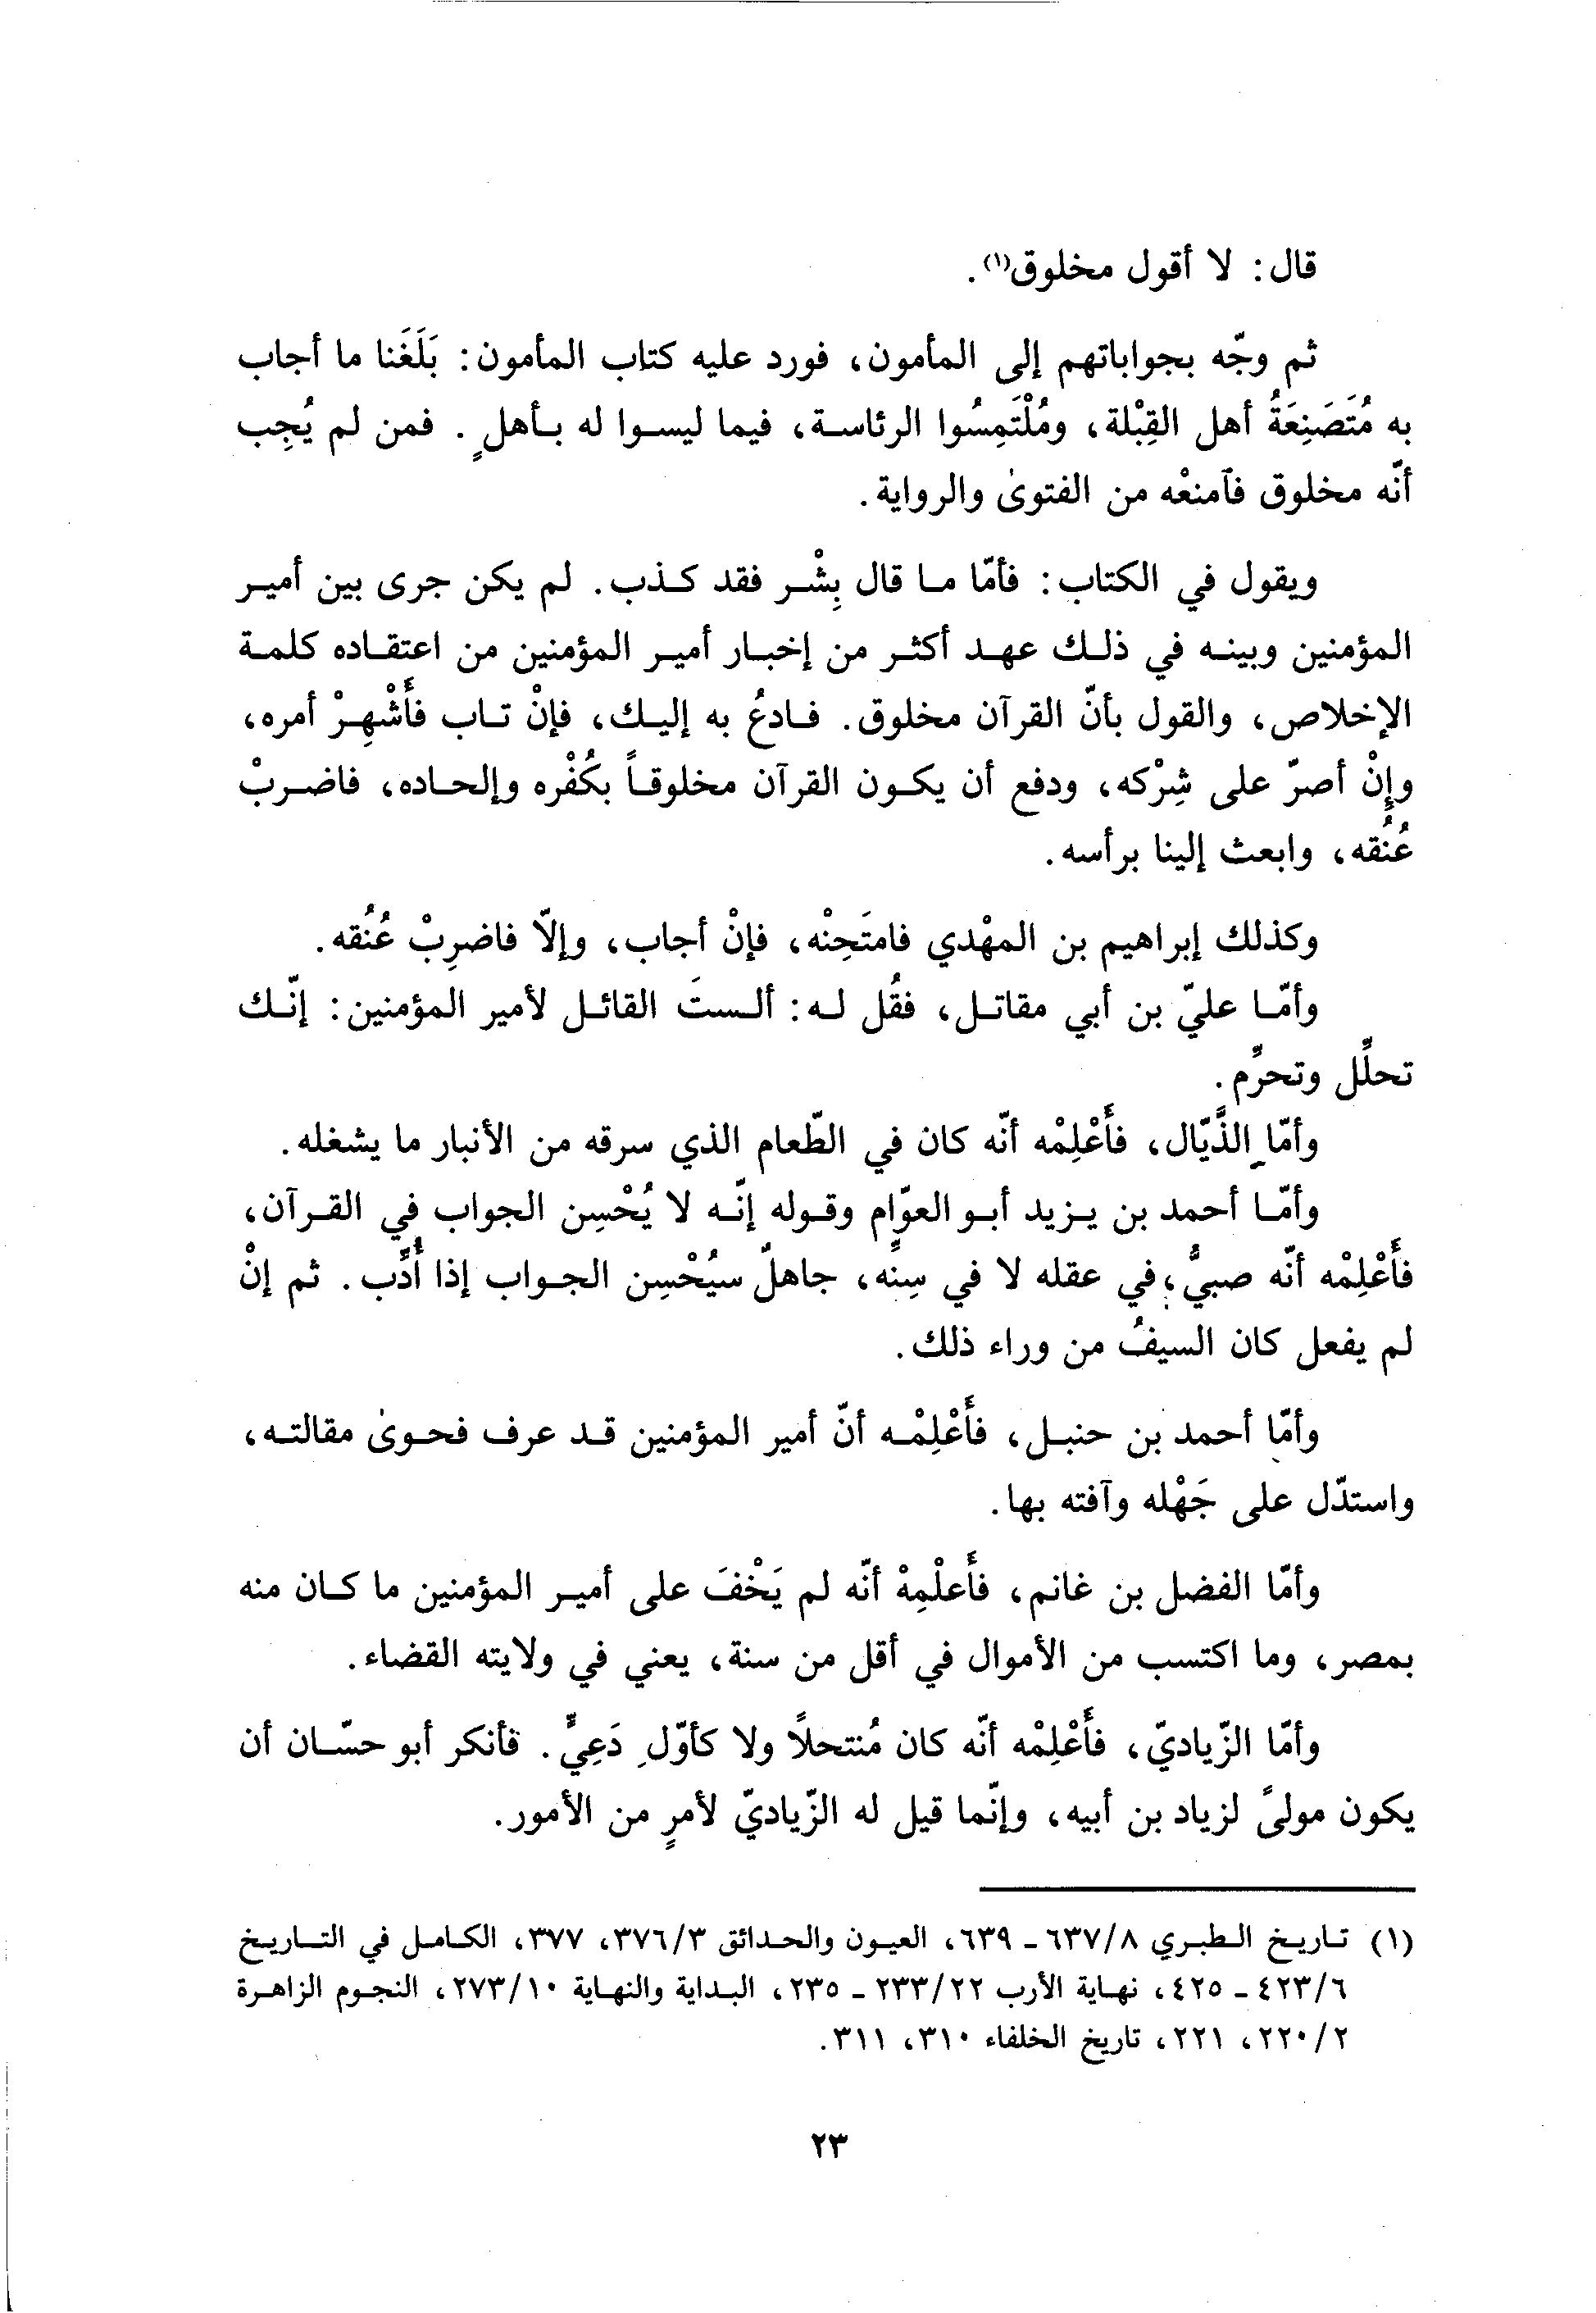 قال: لا أقول مخلوق(١).
ثم وجّه بجواباتهم إلى المأمون، فورد عليه كتاب المأمون: بَلَغَنا ما أجاب
به مُتَصَنِعَةُ أهل القِبْلة، ومُلْتَمِسُوا الرئاسة، فيما ليسوا له بأهلٍ. فمن لم يُجِب
أنّه مخلوق فآمنعْه من الفتوىٰ والرواية.
ويقول في الكتاب: فأمّا ما قال بِشْر فقد كذب. لم يكن جرى بين أمير
المؤمنين وبينه في ذلك عهد أكثر من إخبار أمير المؤمنين من اعتقاده كلمة
الإخلاص، والقول بأنّ القرآن مخلوق. فادعُ به إليك، فإنْ تاب فأَشْهِرْ أمره،
وإنْ أصرّ على شِرْكه، ودفع أن يكون القرآن مخلوقاً بكُفْره وإلحاده، فاضربْ
عُنُقه، وابعث إلينا برأسه.
وكذلك إبراهيم بن المهْدي فامتَحِنْه، فإنْ أجاب، وإلّا فاضرِبْ عُنُقه.
وأمّا عليّ بن أبي مقاتل، فقُل له: ألستَ القائل لأمير المؤمنين: إنّك
تحلِّل وتحرِّم.
وأمّا الذَّيّال، فأَعْلِمْه أنّه كان في الطّعام الذي سرقه من الأنبار ما يشغله.
وأمّا أحمد بن يزيد أبو العوّام وقوله إنّه لا يُحْسِن الجواب في القرآن،
فأَعْلِمْه أنّه صبيٌّ، في عقله لا في سِنِّه، جاهلٌ سيُحْسِن الجواب إذا أُدِّب. ثم إنْ
لم يفعل كان السيفُ من وراء ذلك.
وأمّا أحمد بن حنبل، فأَعْلِمْه أنّ أمير المؤمنين قد عرف فحوىٰ مقالته،
واستدّل على جَهْله وآفته بها.
وأمّا الفضل بن غانم، فأَعلْمِهْ أنّه لم يَخْفَ على أمير المؤمنين ما كان منه
بمصر، وما اكتسب من الأموال في أقل من سنة، يعني في ولايته القضاء.
وأمّا الزّياديّ، فأَعْلِمْه أنّه كان مُنتحلاً ولا كأوّلِ دَعِيٍّ. فأنكر أبو حسّان أن
يكون مولىً لزياد بن أبيه، وإنّما قيل له الزّياديّ لأمرٍ من الأمور.
(١) تاريخ الطبري ٦٣٧/٨ ـ ٦٣٩، العيون والحدائق ٣٧٦/٣، ٣٧٧، الكامل في التاريخ
٤٢٣/٦ ـ ٤٢٥، نهاية الأرب ٢٣٣/٢٢ ـ ٢٣٥، البداية والنهاية ٢٧٣/١٠، النجوم الزاهرة
٢٢٠/٢، ٢٢١، تاريخ الخلفاء ٣١٠، ٣١١.
٢٣